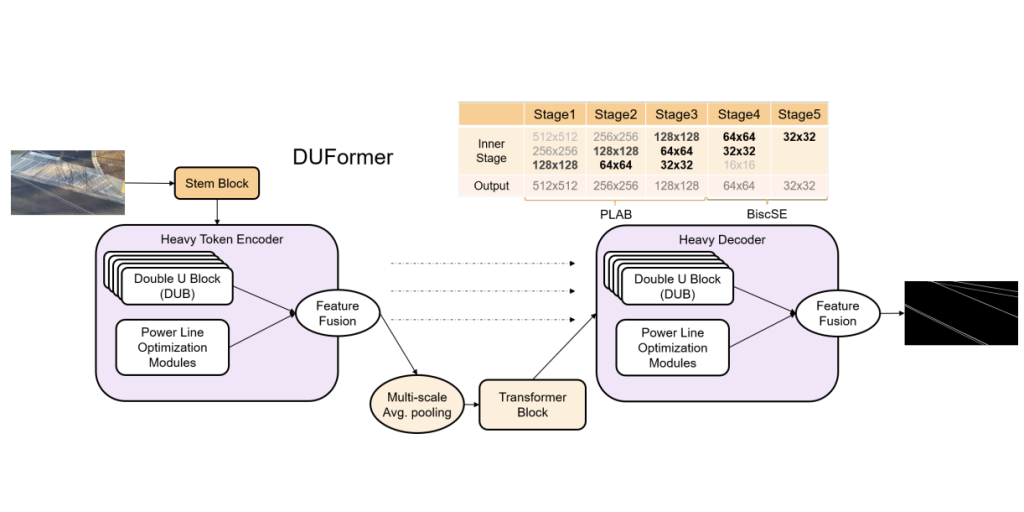 DUFormer
Stage1 Stage2 Stage3 Stage4 Stage5
Inner
Stage
512x512 256x256 128x128 64x64 32x32
256x256 128x128 64x64 32x32
128x128 64x64 32x32 16x16
Output 512x512 256x256 128x128 64x64 32x32
PLAB BiscSE
Stem Block
Heavy Token Encoder
Double U Block
(DUB)
Power Line
Optimization
Modules
Feature
Fusion
Multi-scale
Avg. pooling
Transformer
Block
Heavy Decoder
Double U Block
(DUB)
Power Line
Optimization
Modules
Feature
Fusion